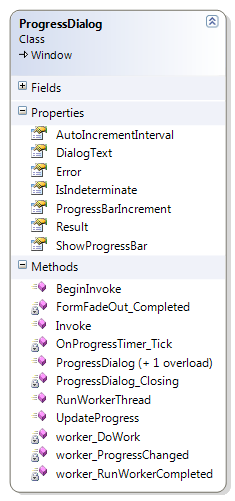 ProgressDialog
Class
Window
Fields
Properties
AutoIncrementInterval
DialogText
Error
IsIndeterminate
ProgressBarIncrement
Result
ShowProgressBar
Methods
BeginInvoke
FormFadeOut_Completed
Invoke
OnProgressTimer_Tick
ProgressDialog (+ 1 overload)
ProgressDialog_Closing
RunWorkerThread
UpdateProgress
worker_DoWork
worker_ProgressChanged
worker_RunWorkerCompleted